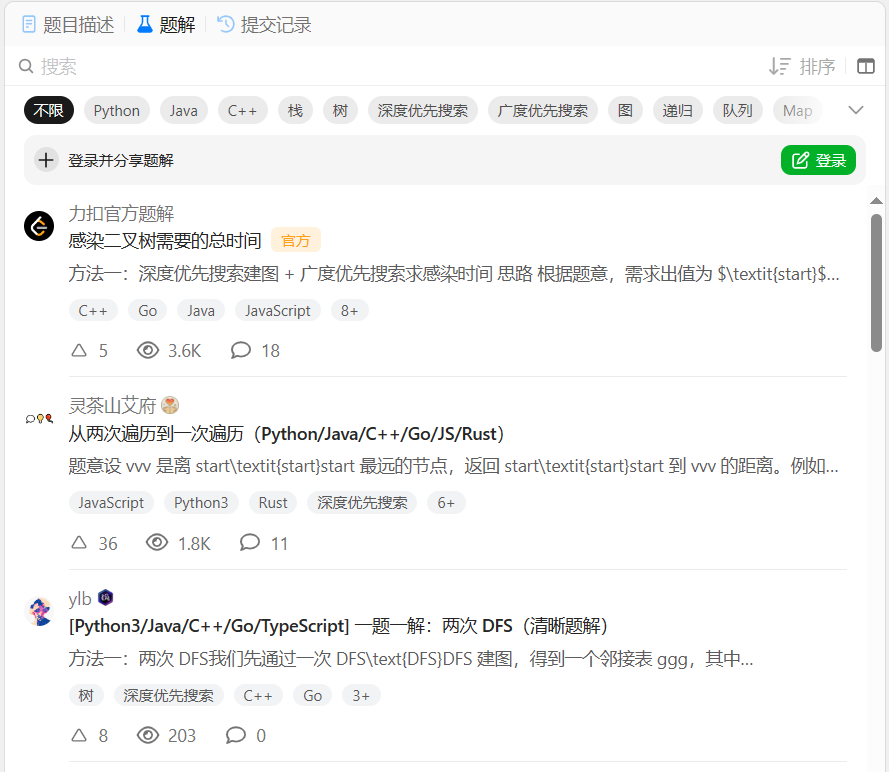 题目描述 题解 提交记录
搜索 排序
不限 Python Java C++ 栈 树 深度优先搜索 广度优先搜索 图 递归 队列 Map
登录并分享题解 登录
力扣官方题解
感染二叉树需要的总时间 官方
方法一：深度优先搜索建图 + 广度优先搜索求感染时间 思路 根据题意，需求出值为 $\textit{start}$...
C++ Go Java JavaScript 8+
5 3.6K 18
灵茶山艾府
从两次遍历到一次遍历（Python/Java/C++/Go/JS/Rust）
题意设 vvv 是离 start\textit{start}start 最远的节点，返回 start\textit{start}start 到 vvv 的距离。例如...
JavaScript Python3 Rust 深度优先搜索 6+
36 1.8K 11
ylb
[Python3/Java/C++/Go/TypeScript] 一题一解：两次 DFS（清晰题解）
方法一：两次 DFS我们先通过一次 DFS\text{DFS}DFS 建图，得到一个邻接表 ggg，其中...
树 深度优先搜索 C++ Go 3+
8 203 0